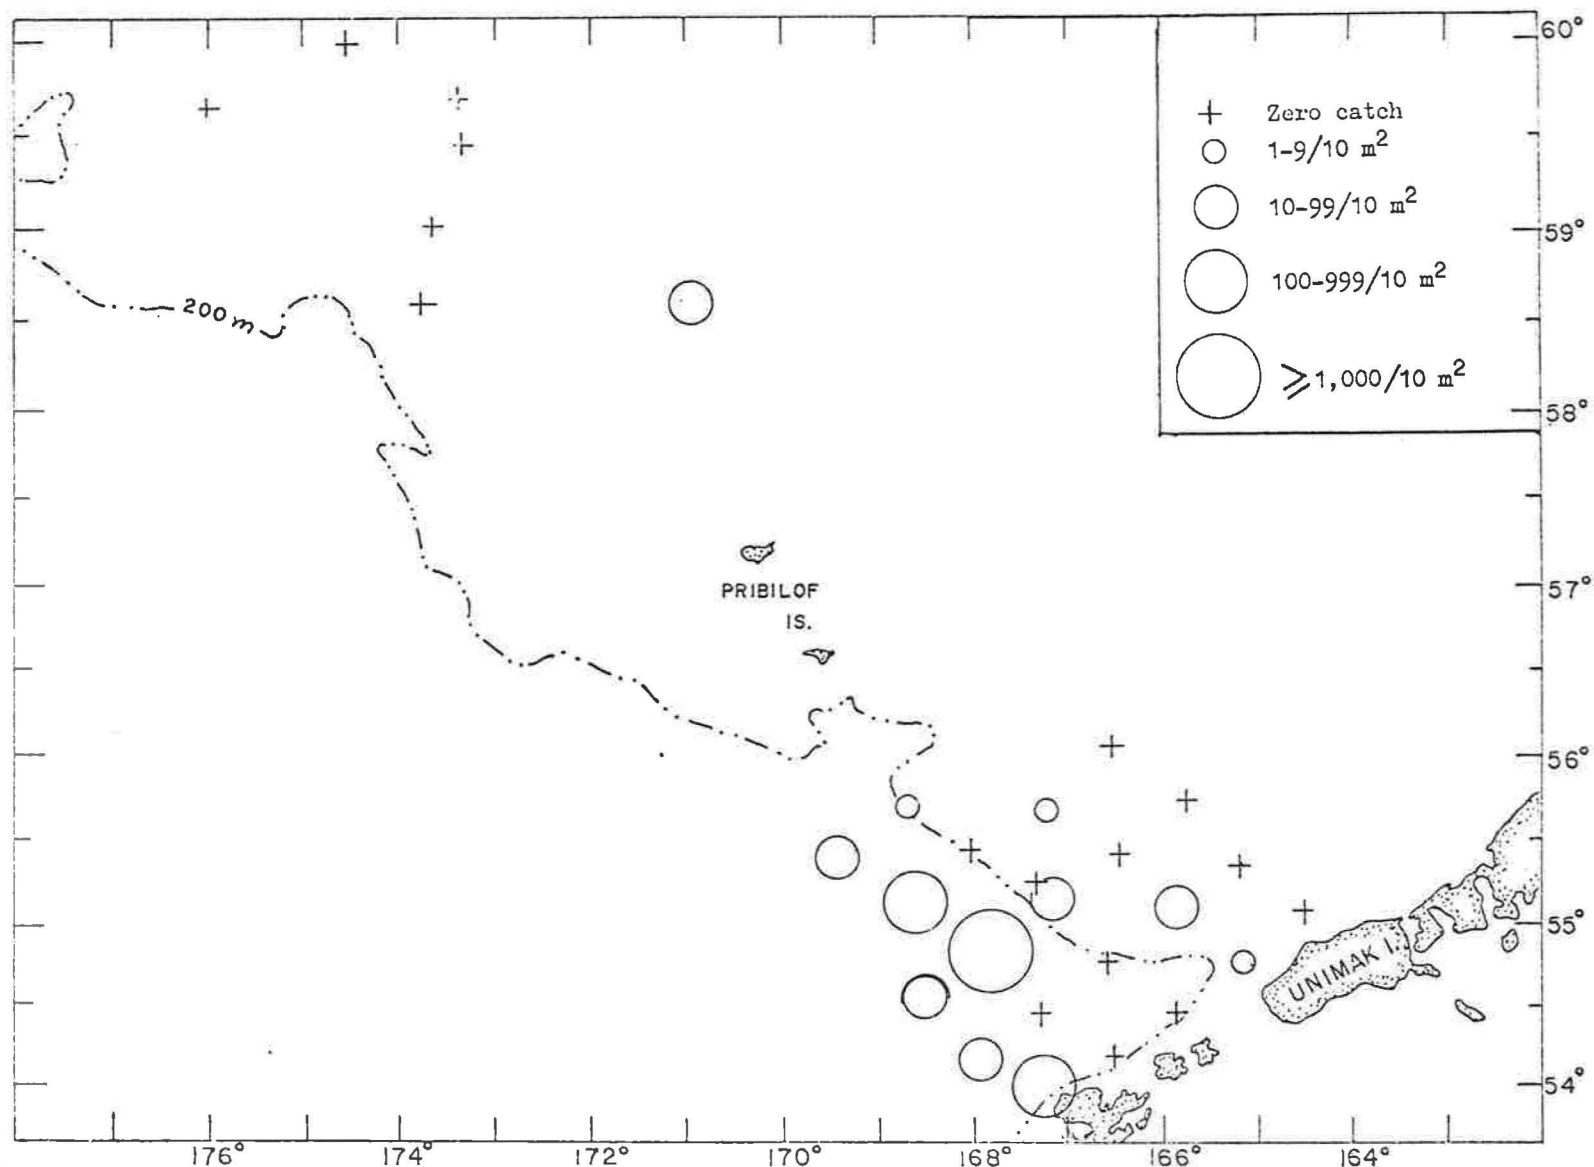 60°
+ Zero catch
1-9/10 m²
10-99/10 m²
59°
100-999/10 m²
200 m
≥1,000/10 m²
58°
57°
PRIBILOF
IS.
56°
55°
UNIMAK I.
54°
176° 174° 172° 170° 168° 166° 164°